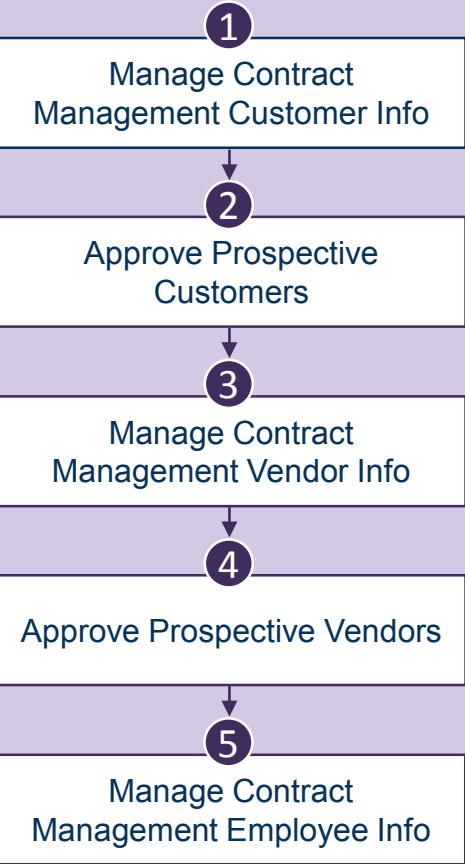 1
Manage Contract
Management Customer Info
2
Approve Prospective
Customers
3
Manage Contract
Management Vendor Info
4
Approve Prospective Vendors
5
Manage Contract
Management Employee Info